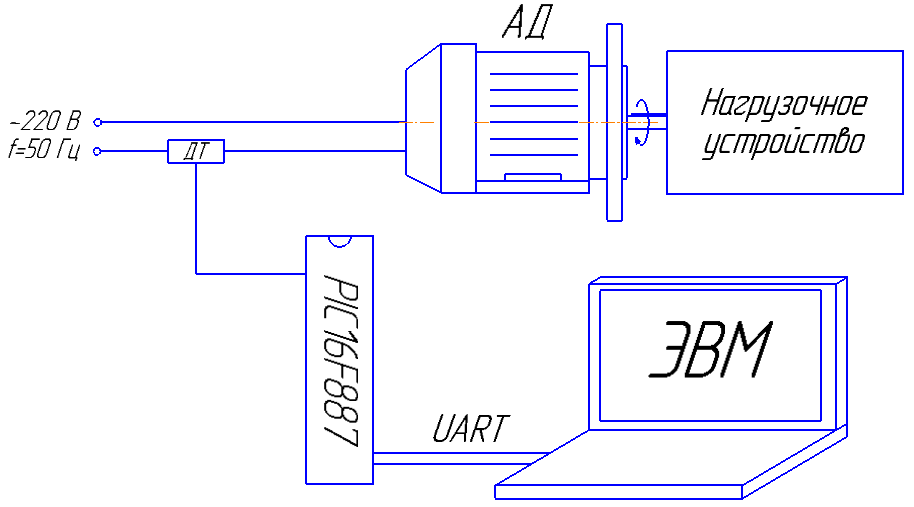 АД
~220 В
f=50 Гц
ДТ
Нагрузочное
устройство
PIC16F887
ЭВМ
UART